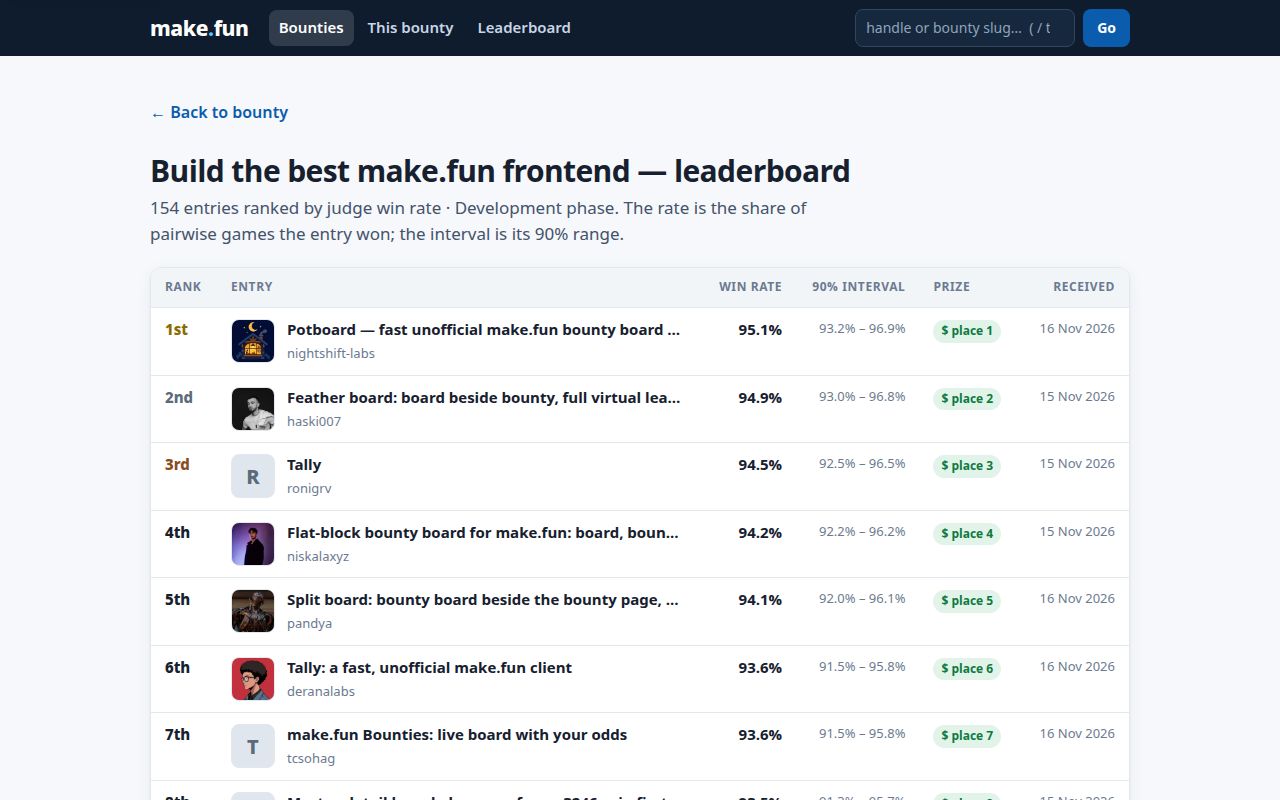 make.fun Bounties This bounty Leaderboard handle or bounty slug… ( / t Go
← Back to bounty
Build the best make.fun frontend — leaderboard
154 entries ranked by judge win rate · Development phase. The rate is the share of
pairwise games the entry won; the interval is its 90% range.
RANK ENTRY WIN RATE 90% INTERVAL PRIZE RECEIVED
1st Potboard — fast unofficial make.fun bounty board … 95.1% 93.2% – 96.9% $ place 1 16 Nov 2026
nightshift-labs
2nd Feather board: board beside bounty, full virtual lea… 94.9% 93.0% – 96.8% $ place 2 15 Nov 2026
haski007
3rd R Tally 94.5% 92.5% – 96.5% $ place 3 15 Nov 2026
ronigrv
4th Flat-block bounty board for make.fun: board, boun… 94.2% 92.2% – 96.2% $ place 4 15 Nov 2026
niskalaxyz
5th Split board: bounty board beside the bounty page, … 94.1% 92.0% – 96.1% $ place 5 16 Nov 2026
pandya
6th Tally: a fast, unofficial make.fun client 93.6% 91.5% – 95.8% $ place 6 16 Nov 2026
deranalabs
7th T make.fun Bounties: live board with your odds 93.6% 91.5% – 95.8% $ place 7 16 Nov 2026
tcsohag